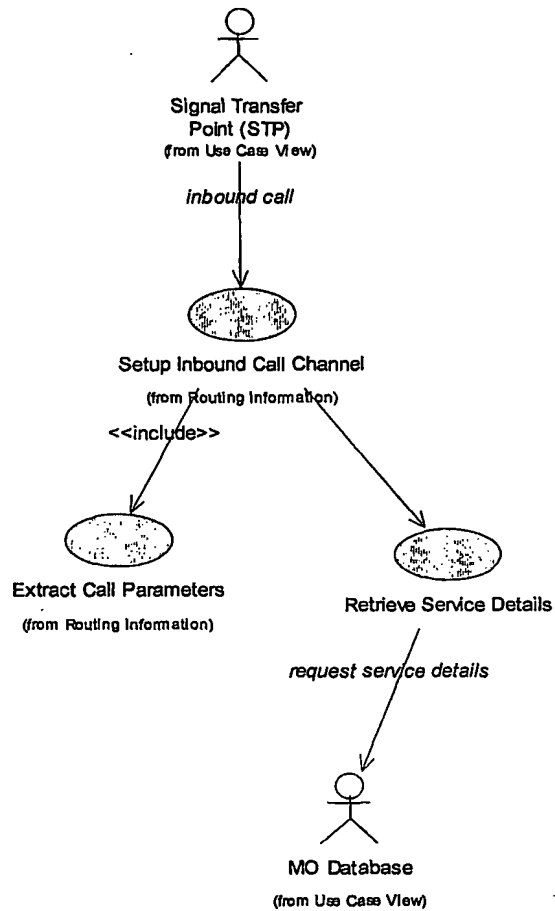 Signal Transfer
Point (STP)
(from Use Case View)
inbound call
Setup Inbound Call Channel
(from Routing Information)
<<include>>
Extract Call Parameters
(from Routing Information)
Retrieve Service Details
request service details
MO Database
(from Use Case View)